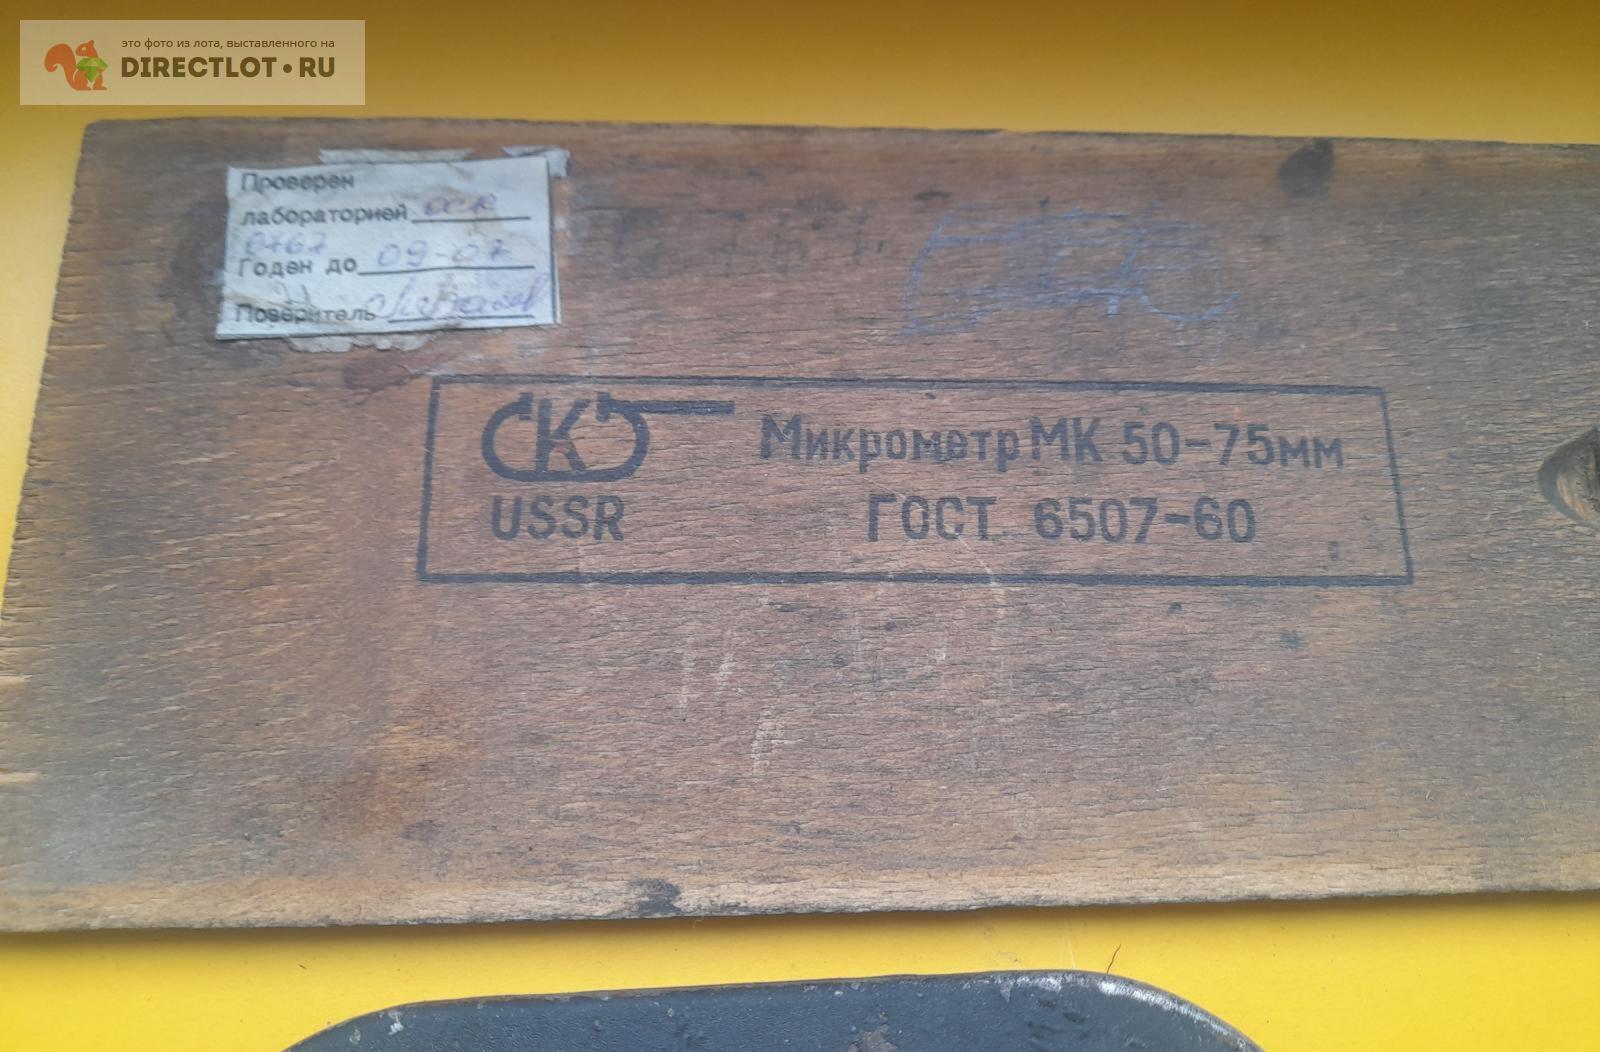 это фото из лота, выставленного на
DIRECTLOT•RU
Проверен
лабораторией
Годен до 09-07
Поверитель
СКЭ Микрометр МК 50-75мм
USSR ГОСТ 6507-60